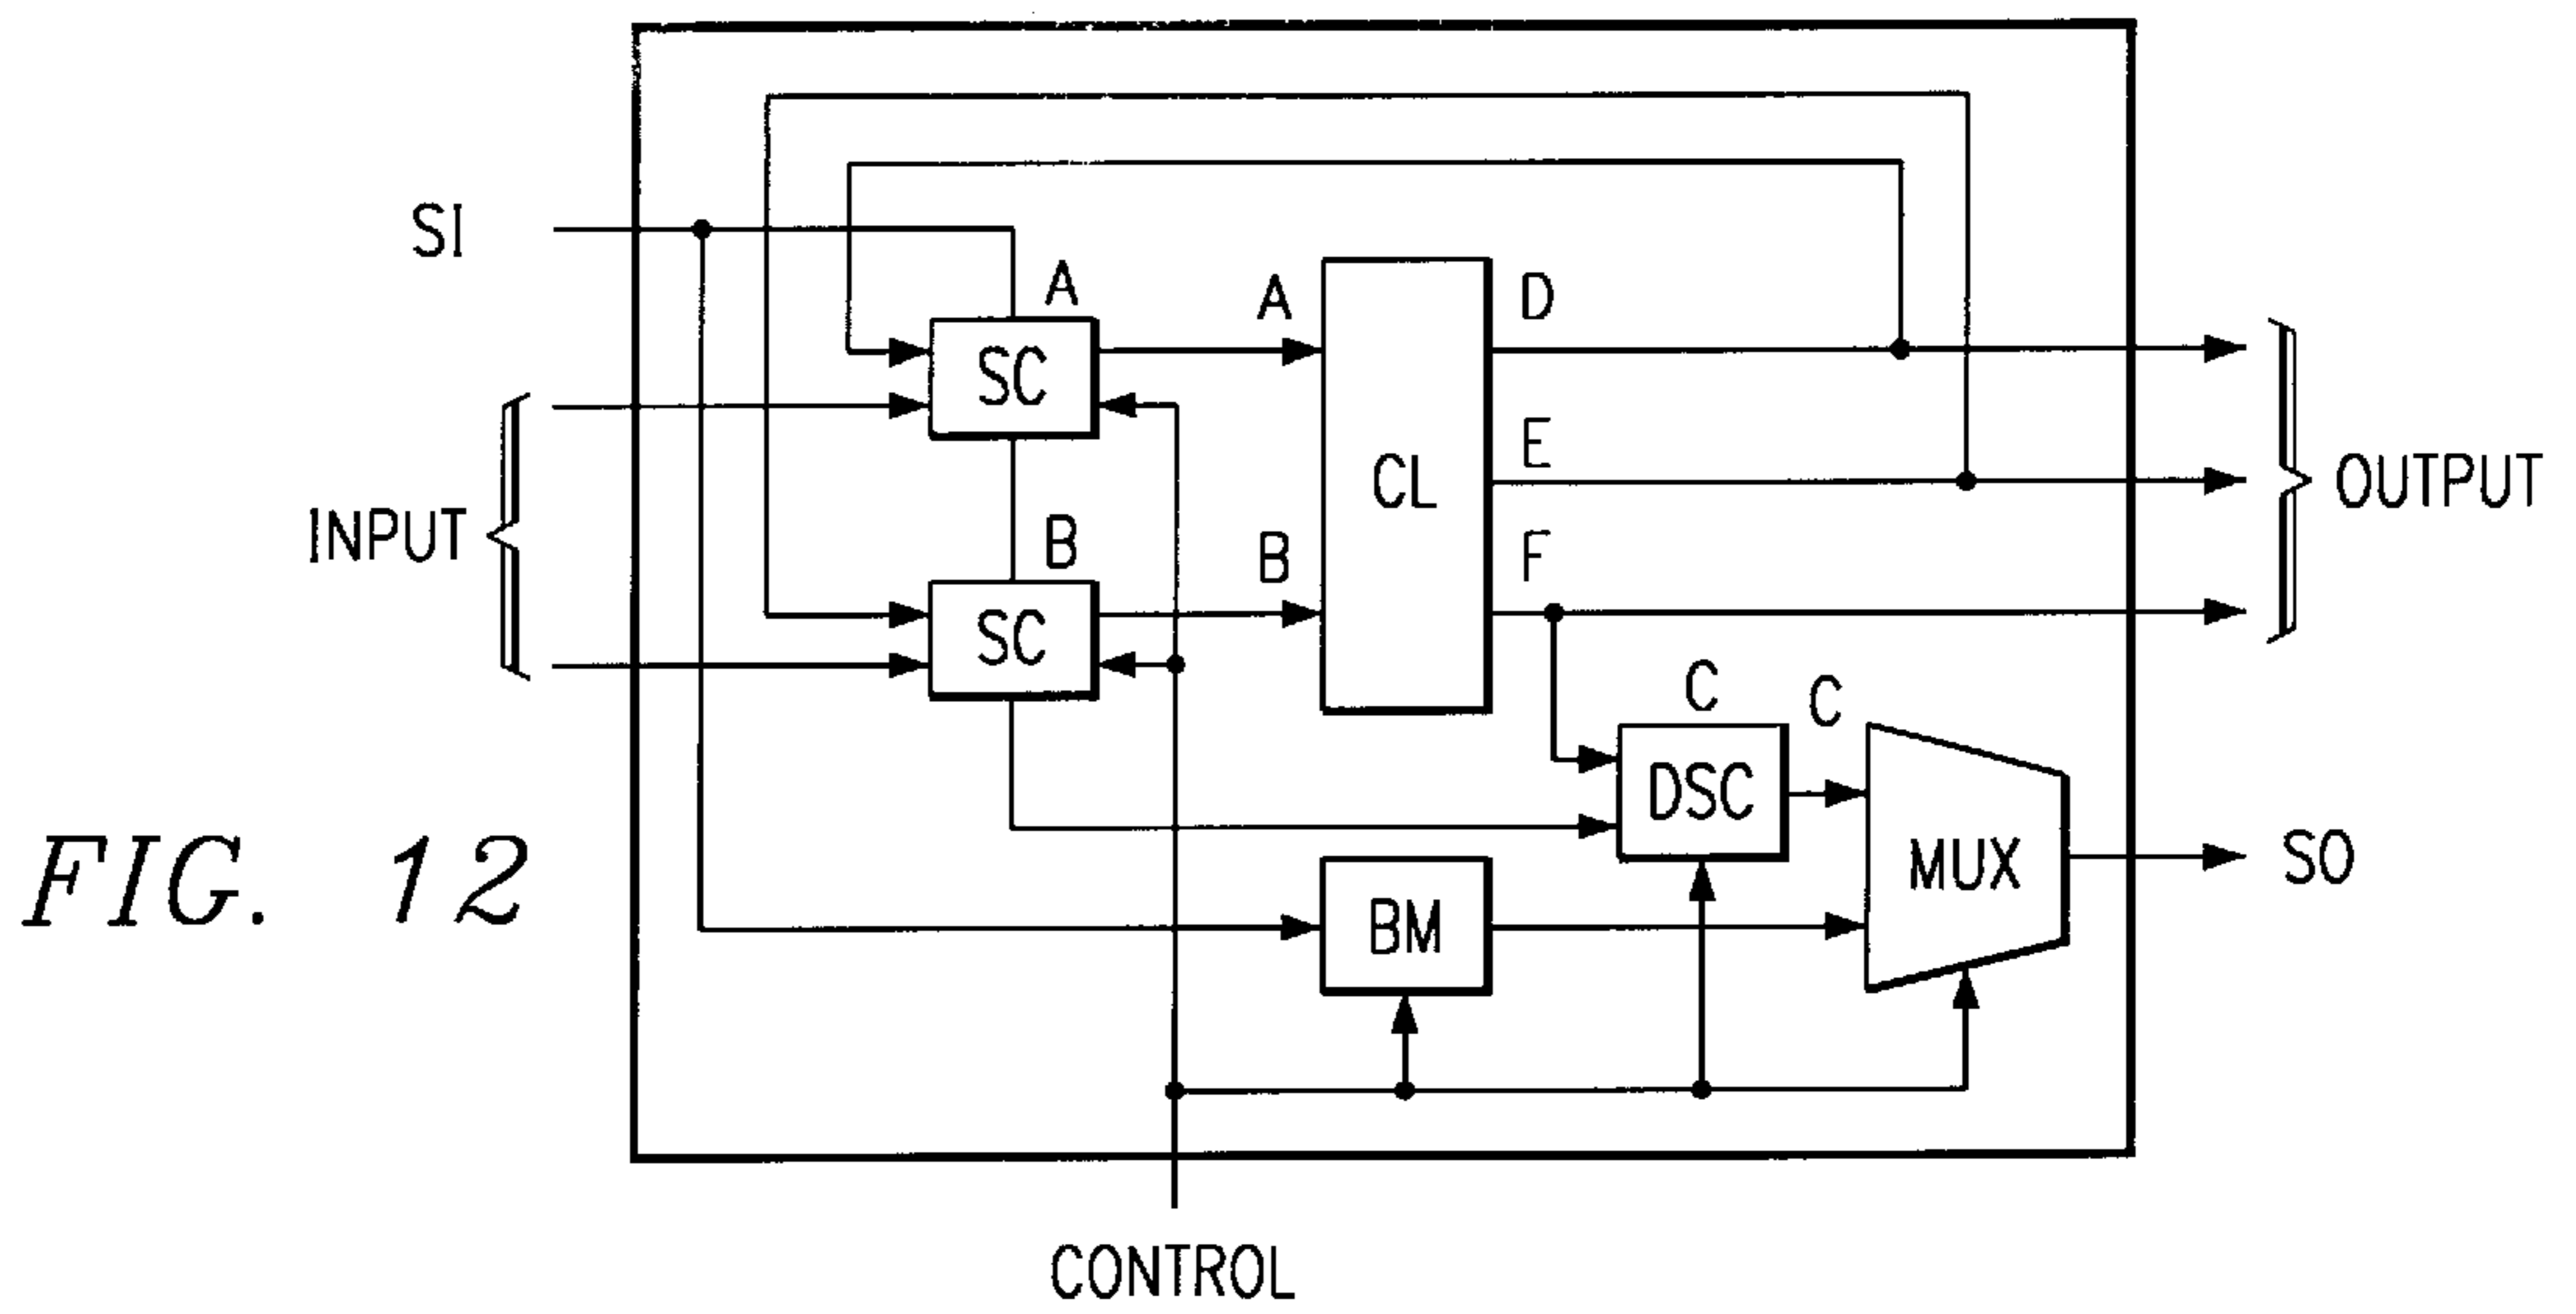 SI
A
A
D
SC
E
CL
OUTPUT
INPUT
B
B
F
SC
C
C
DSC
MUX
SO
FIG. 12
BM
CONTROL